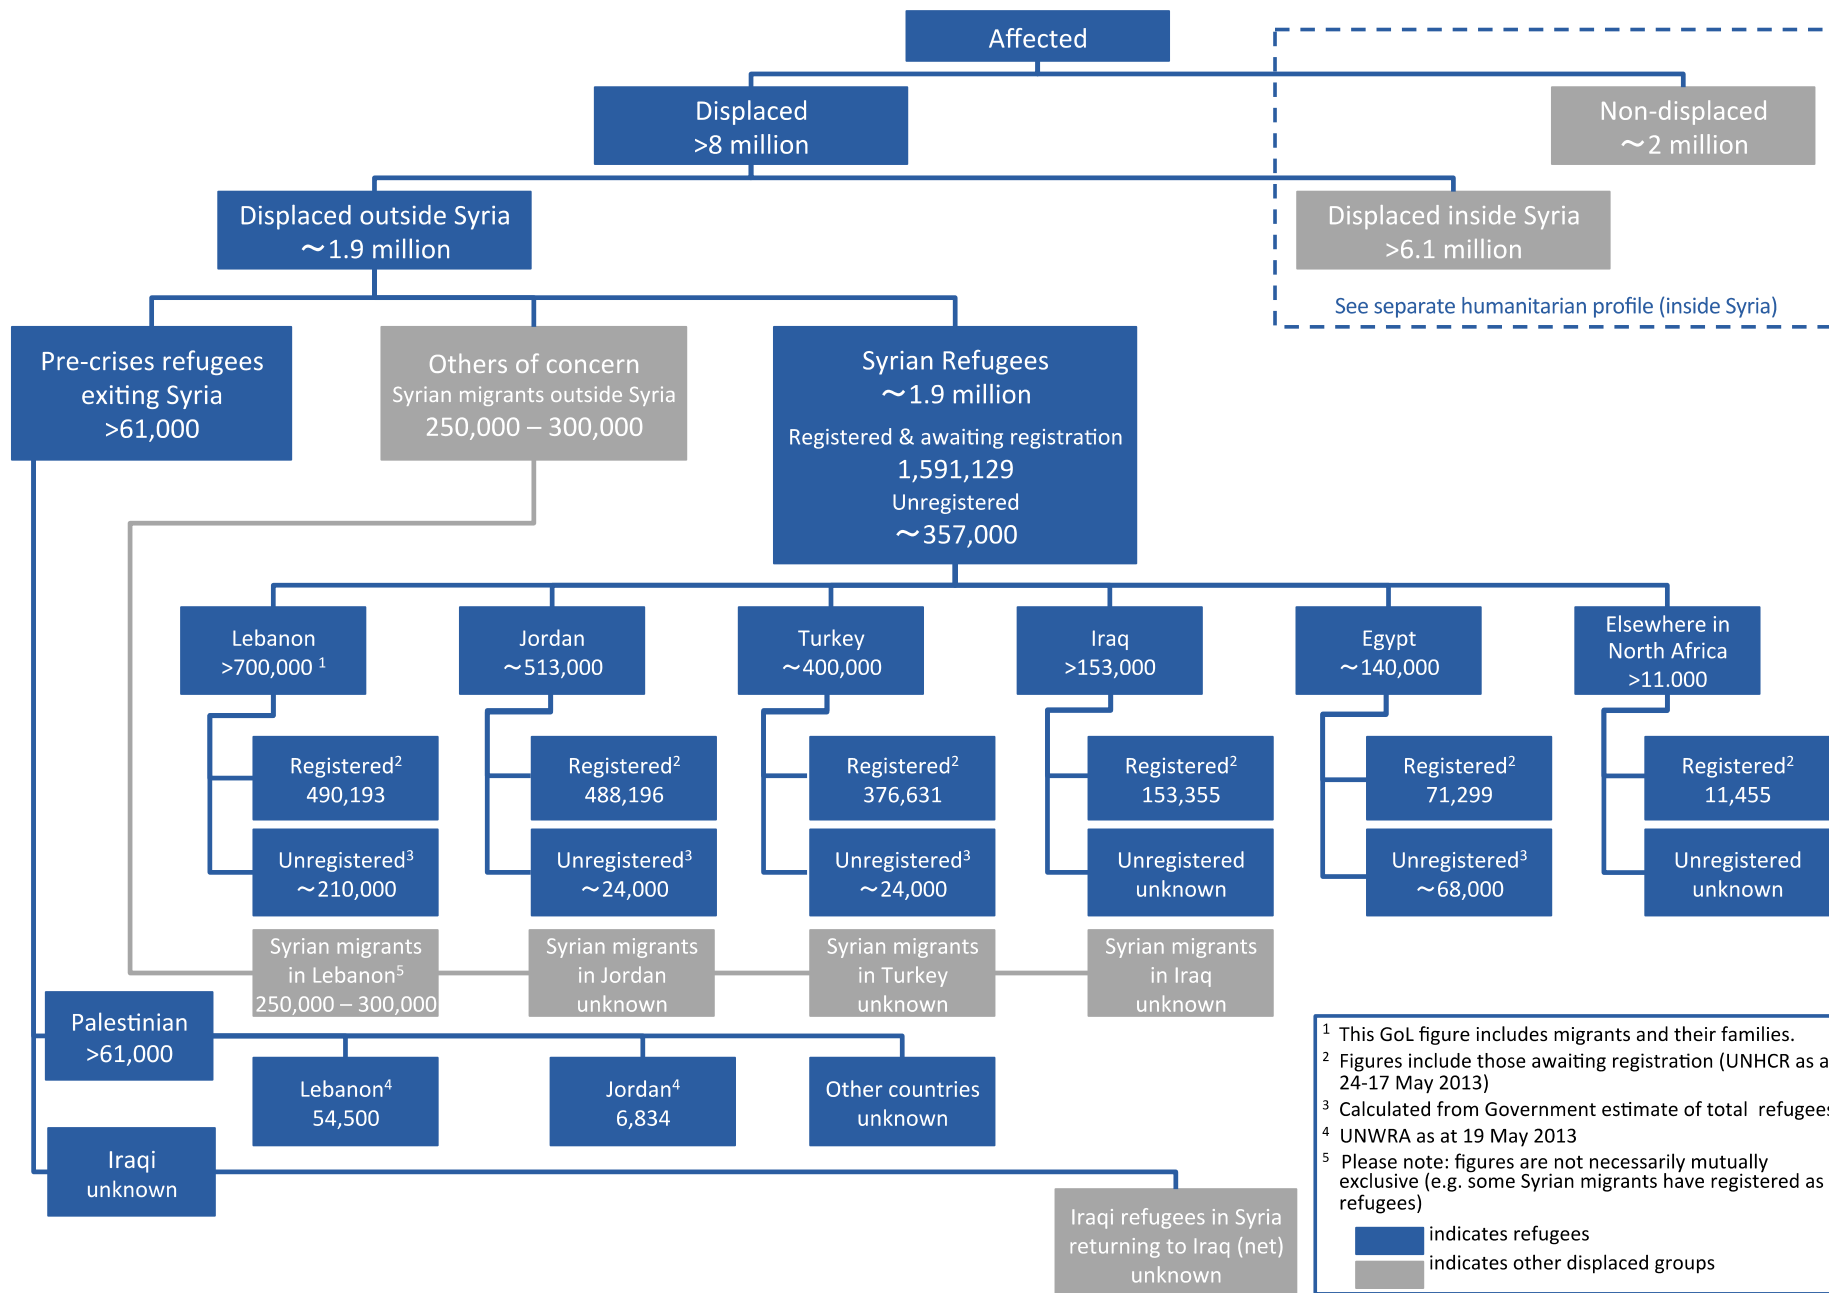 Affected
Displaced
>8 million
Non-displaced
~2 million
Displaced outside Syria
~1.9 million
Displaced inside Syria
>6.1 million
See separate humanitarian profile (inside Syria)
Pre-crises refugees
exiting Syria
>61,000
Others of concern
Syrian migrants outside Syria
250,000 – 300,000
Syrian Refugees
~1.9 million
Registered & awaiting registration
1,591,129
Unregistered
~357,000
Lebanon
>700,000 ¹
Jordan
~513,000
Turkey
~400,000
Iraq
>153,000
Egypt
~140,000
Elsewhere in
North Africa
>11.000
Registered²
490,193
Registered²
488,196
Registered²
376,631
Registered²
153,355
Registered²
71,299
Registered²
11,455
Unregistered³
~210,000
Unregistered³
~24,000
Unregistered³
~24,000
Unregistered
unknown
Unregistered³
~68,000
Unregistered
unknown
Syrian migrants
in Lebanon⁵
250,000 – 300,000
Syrian migrants
in Jordan
unknown
Syrian migrants
in Turkey
unknown
Syrian migrants
in Iraq
unknown
Palestinian
>61,000
Lebanon⁴
54,500
Jordan⁴
6,834
Other countries
unknown
Iraqi
unknown
Iraqi refugees in Syria
returning to Iraq (net)
unknown
¹ This GoL figure includes migrants and their families.
² Figures include those awaiting registration (UNHCR as a
24-17 May 2013)
³ Calculated from Government estimate of total refugees
⁴ UNWRA as at 19 May 2013
⁵ Please note: figures are not necessarily mutually
exclusive (e.g. some Syrian migrants have registered as
refugees)
indicates refugees
indicates other displaced groups